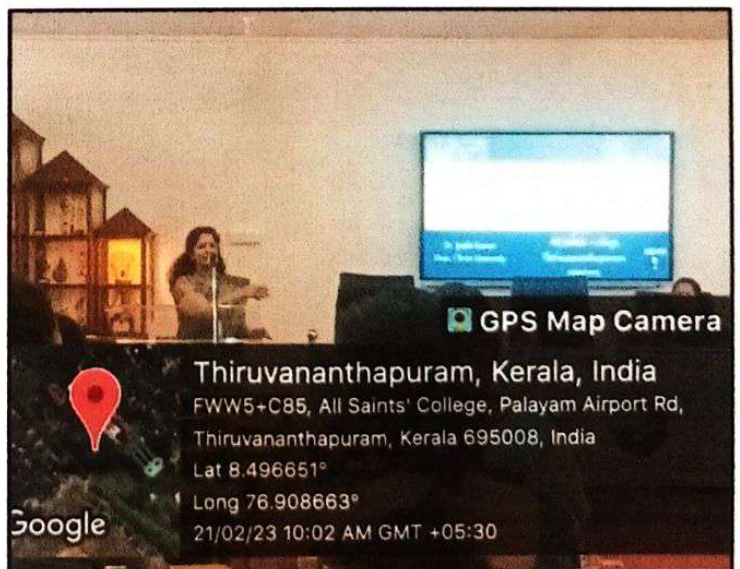 GPS Map Camera
Thiruvananthapuram, Kerala, India
FWW5+C85, All Saints' College, Palayam Airport Rd,
Thiruvananthapuram, Kerala 695008, India
Lat 8.496651°
Long 76.908663°
21/02/23 10:02 AM GMT +05:30
Google